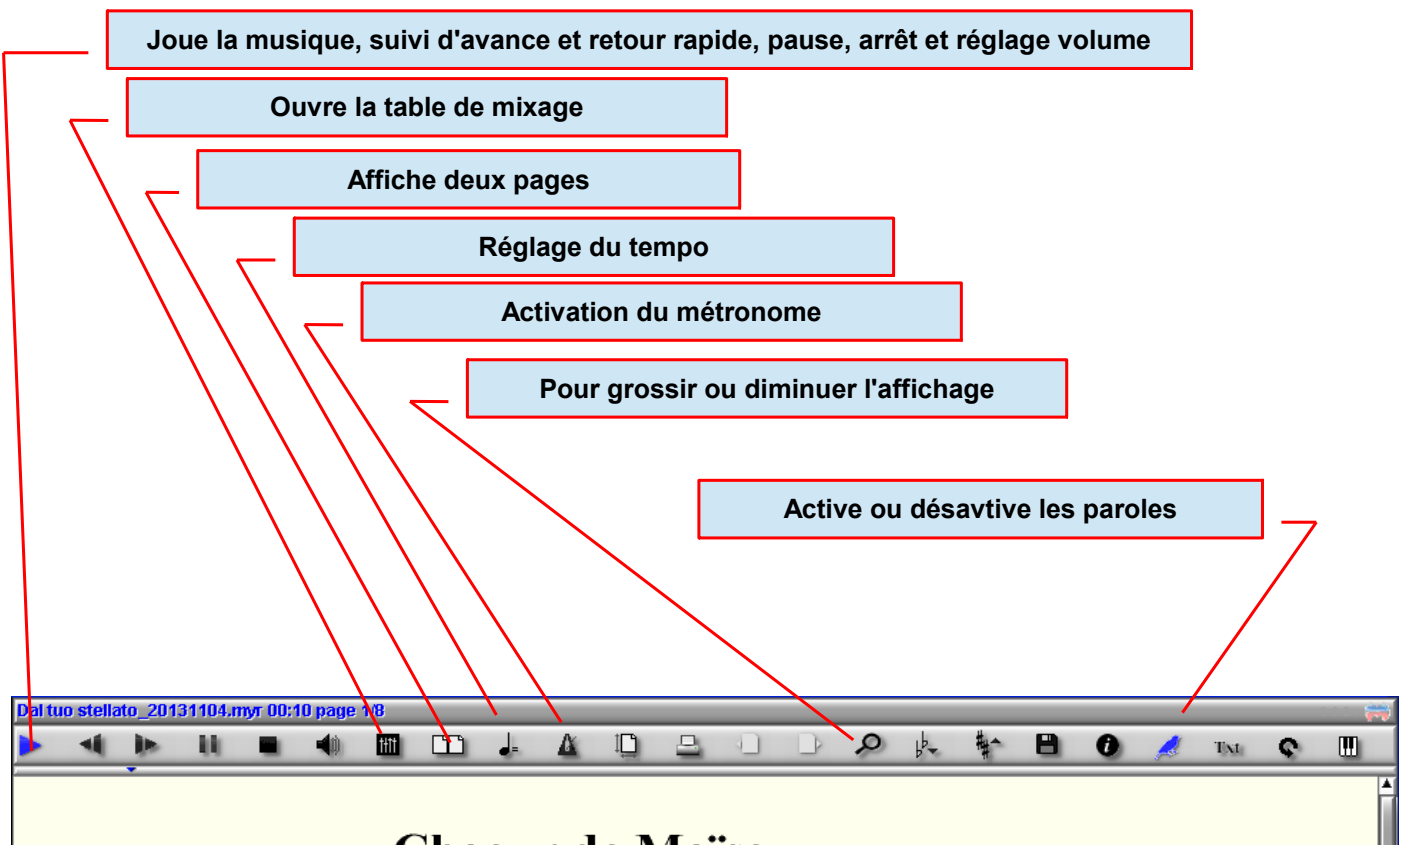 Joue la musique, suivi d'avance et retour rapide, pause, arrêt et réglage volume
Ouvre la table de mixage
Affiche deux pages
Réglage du tempo
Activation du métronome
Pour grossir ou diminuer l'affichage
Active ou désavtive les paroles
Dal tuo stellato_20131104.myr 00:10 page 1/8
Txt